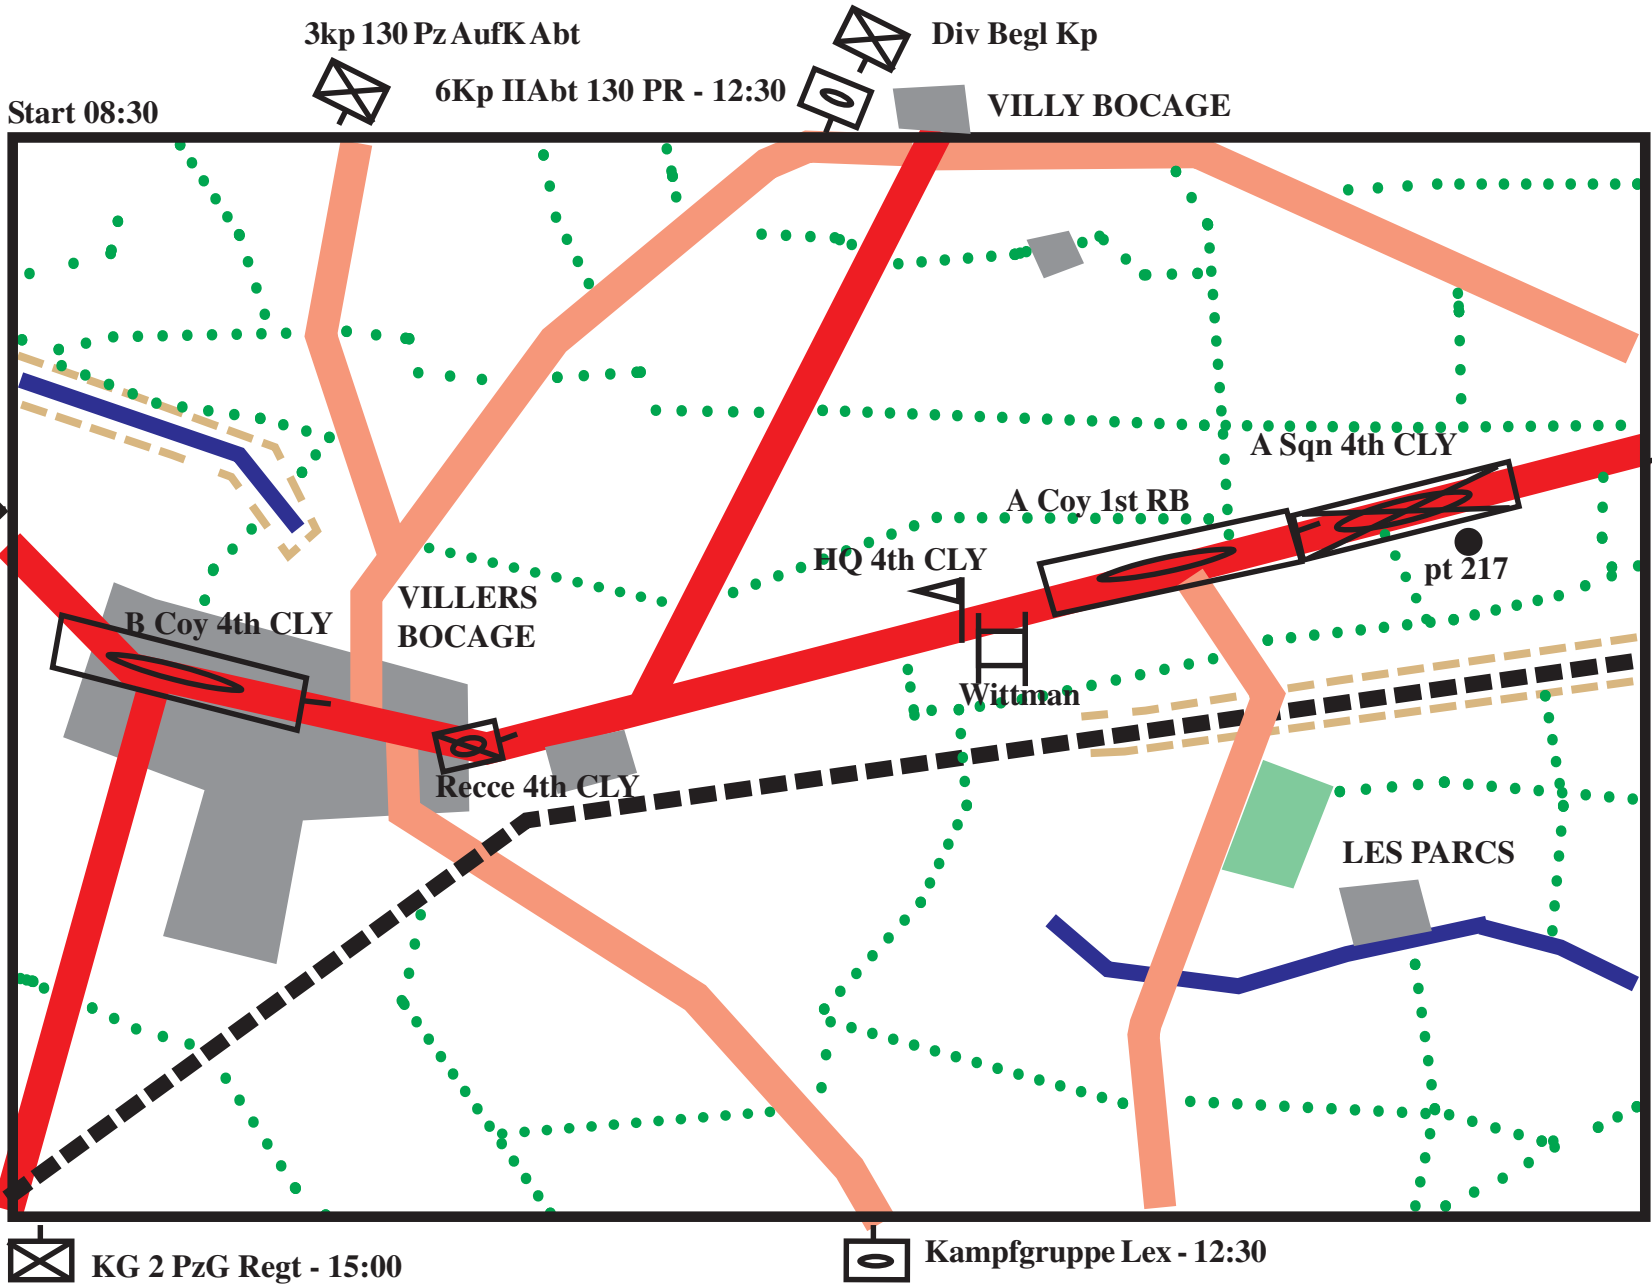 3kp 130 Pz AufK Abt
Div Begl Kp
6Kp IIAbt 130 PR - 12:30
Start 08:30
VILLY BOCAGE
A Sqn 4th CLY
A Coy 1st RB
HQ 4th CLY
pt 217
VILLERS
BOCAGE
B Coy 4th CLY
Wittman
Recce 4th CLY
LES PARCS
KG 2 PzG Regt - 15:00
Kampfgruppe Lex - 12:30